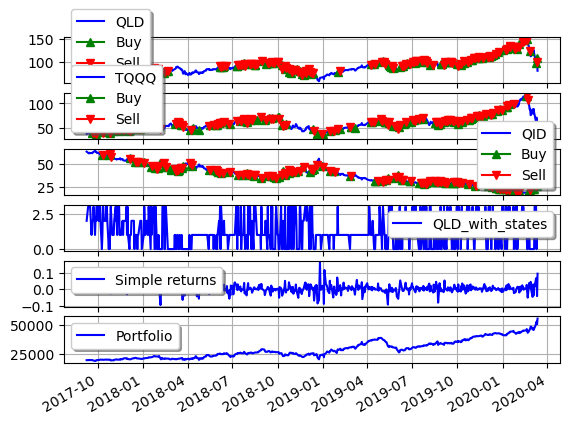 QLD
Buy
Sell
150
100
TQQQ
Buy
Sell
100
50
QID
Buy
Sell
50
25
QLD_with_states
2.5
0.0
Simple returns
0.1
0.0
−0.1
Portfolio
50000
25000
2017-10
2018-01
2018-04
2018-07
2018-10
2019-01
2019-04
2019-07
2019-10
2020-01
2020-04